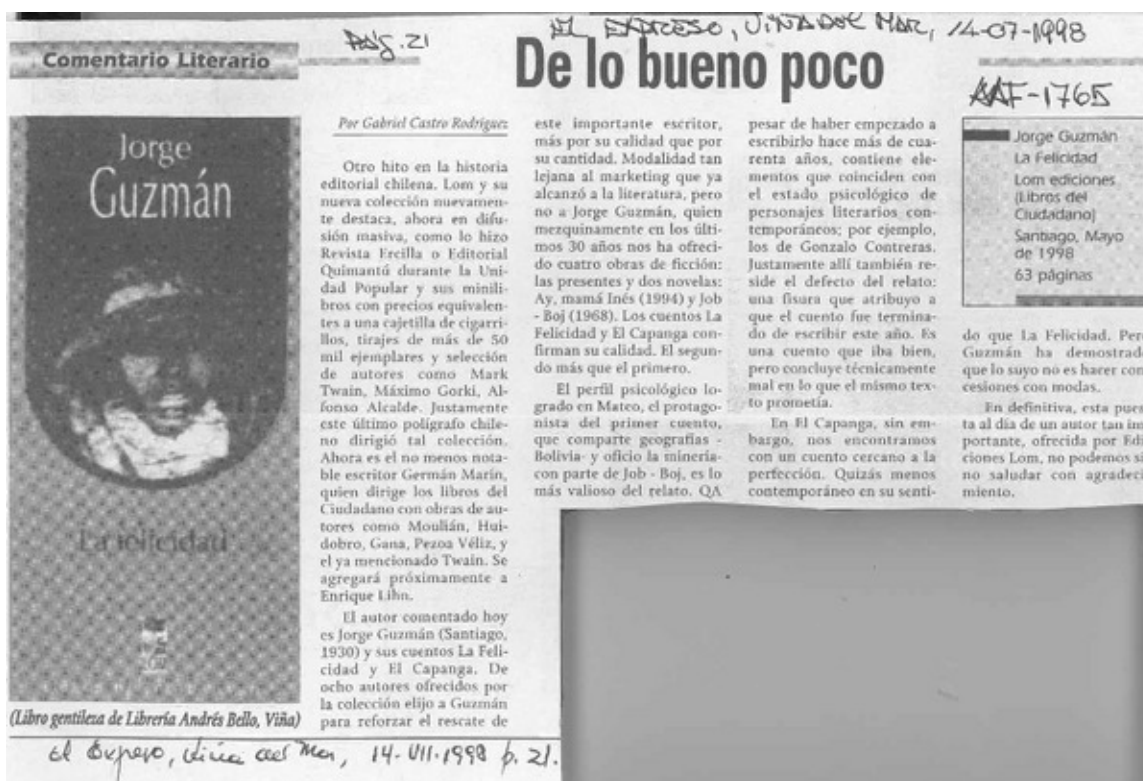 Pág. 21
EL EXPRESO, VIÑA DEL MAR, 14-07-1998
AAF-1765
Comentario Literario
De lo bueno poco
Jorge
Guzmán
La felicidad
(Libro gentileza de Librería Andrés Bello, Viña)
Por Gabriel Castro Rodríguez
Otro hito en la historia
editorial chilena. Lom y su
nueva colección nuevamen-
te destaca, ahora en difu-
sión masiva, como lo hizo
Revista Ercilla o Editorial
Quimantú durante la Uni-
dad Popular y sus minili-
bros con precios equivalen-
tes a una cajetilla de cigarri-
llos, tirajes de más de 50
mil ejemplares y selección
de autores como Mark
Twain, Máximo Gorki, Al-
fonso Alcalde. Justamente
este último polígrafo chile-
no dirigió tal colección.
Ahora es el no menos nota-
ble escritor Germán Marín,
quien dirige los libros del
Ciudadano con obras de au-
tores como Moulián, Hui-
dobro, Gana, Pezoa Véliz, y
el ya mencionado Twain. Se
agregará próximamente a
Enrique Lihn.
El autor comentado hoy
es Jorge Guzmán (Santiago,
1930) y sus cuentos La Feli-
cidad y El Capanga. De
ocho autores ofrecidos por
la colección elijo a Guzmán
para reforzar el rescate de
este importante escritor,
más por su calidad que por
su cantidad. Modalidad tan
lejana al marketing que ya
alcanzó a la literatura, pero
no a Jorge Guzmán, quien
mezquinamente en los últi-
mos 30 años nos ha ofreci-
do cuatro obras de ficción:
las presentes y dos novelas:
Ay, mamá Inés (1994) y Job
- Boj (1968). Los cuentos La
Felicidad y El Capanga con-
firman su calidad. El segun-
do más que el primero.
El perfil psicológico lo-
grado en Mateo, el protago-
nista del primer cuento,
que comparte geografías -
Bolivia- y oficio la minería-
con parte de Job - Boj, es lo
más valioso del relato. QA
pesar de haber empezado a
escribirlo hace más de cua-
renta años, contiene ele-
mentos que coinciden con
el estado psicológico de
personajes literarios con-
temporáneos; por ejemplo,
los de Gonzalo Contreras.
Justamente allí también re-
side el defecto del relato:
una fisura que atribuyo a
que el cuento fue termina-
do de escribir este año. Es
una cuento que iba bien,
pero concluye técnicamente
mal en lo que el mismo tex-
to prometía.
En El Capanga, sin em-
bargo, nos encontramos
con un cuento cercano a la
perfección. Quizás menos
contemporáneo en su senti-
Jorge Guzmán
La Felicidad
Lom ediciones
(Libros del
Ciudadano)
Santiago, Mayo
de 1998
63 páginas
do que La Felicidad. Pero
Guzmán ha demostrado
que lo suyo no es hacer con-
cesiones con modas.
En definitiva, esta pues-
ta al día de un autor tan im-
portante, ofrecida por Edi-
ciones Lom, no podemos si-
no saludar con agradeci-
miento.
El Expreso, Viña del Mar, 14-VII-1998 p. 21.